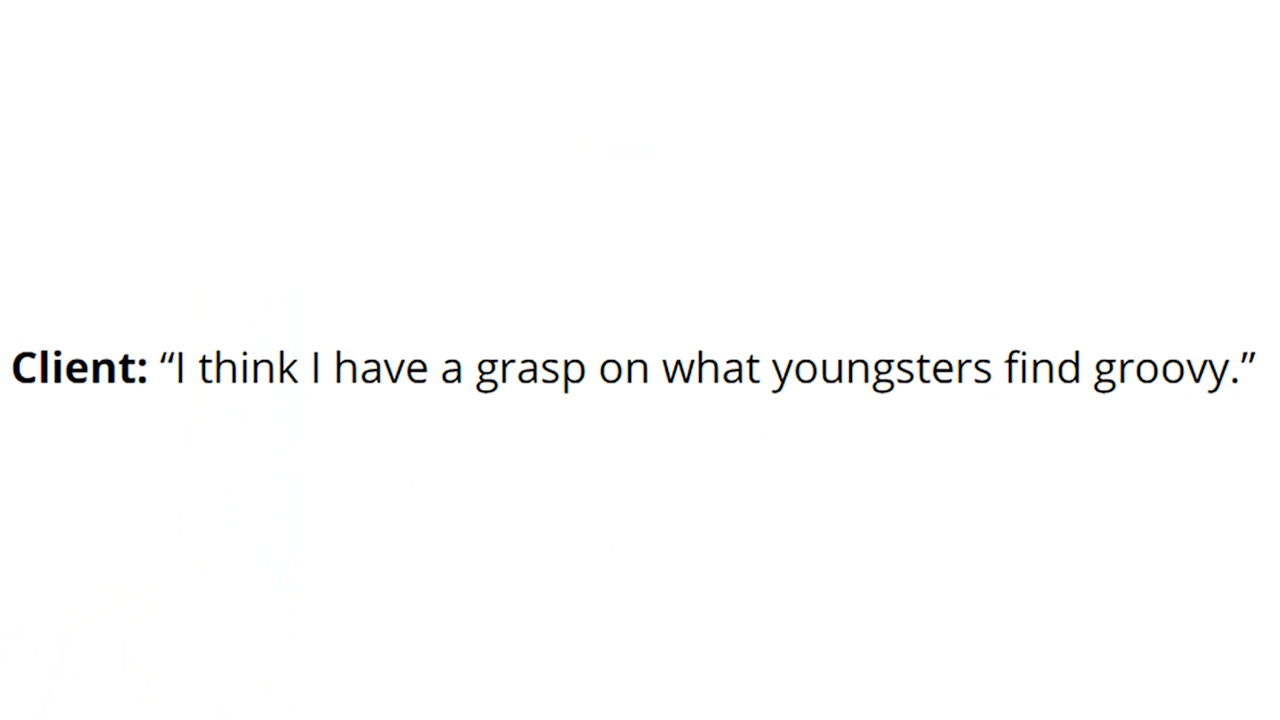 Client: “I think I have a grasp on what youngsters find groovy.”